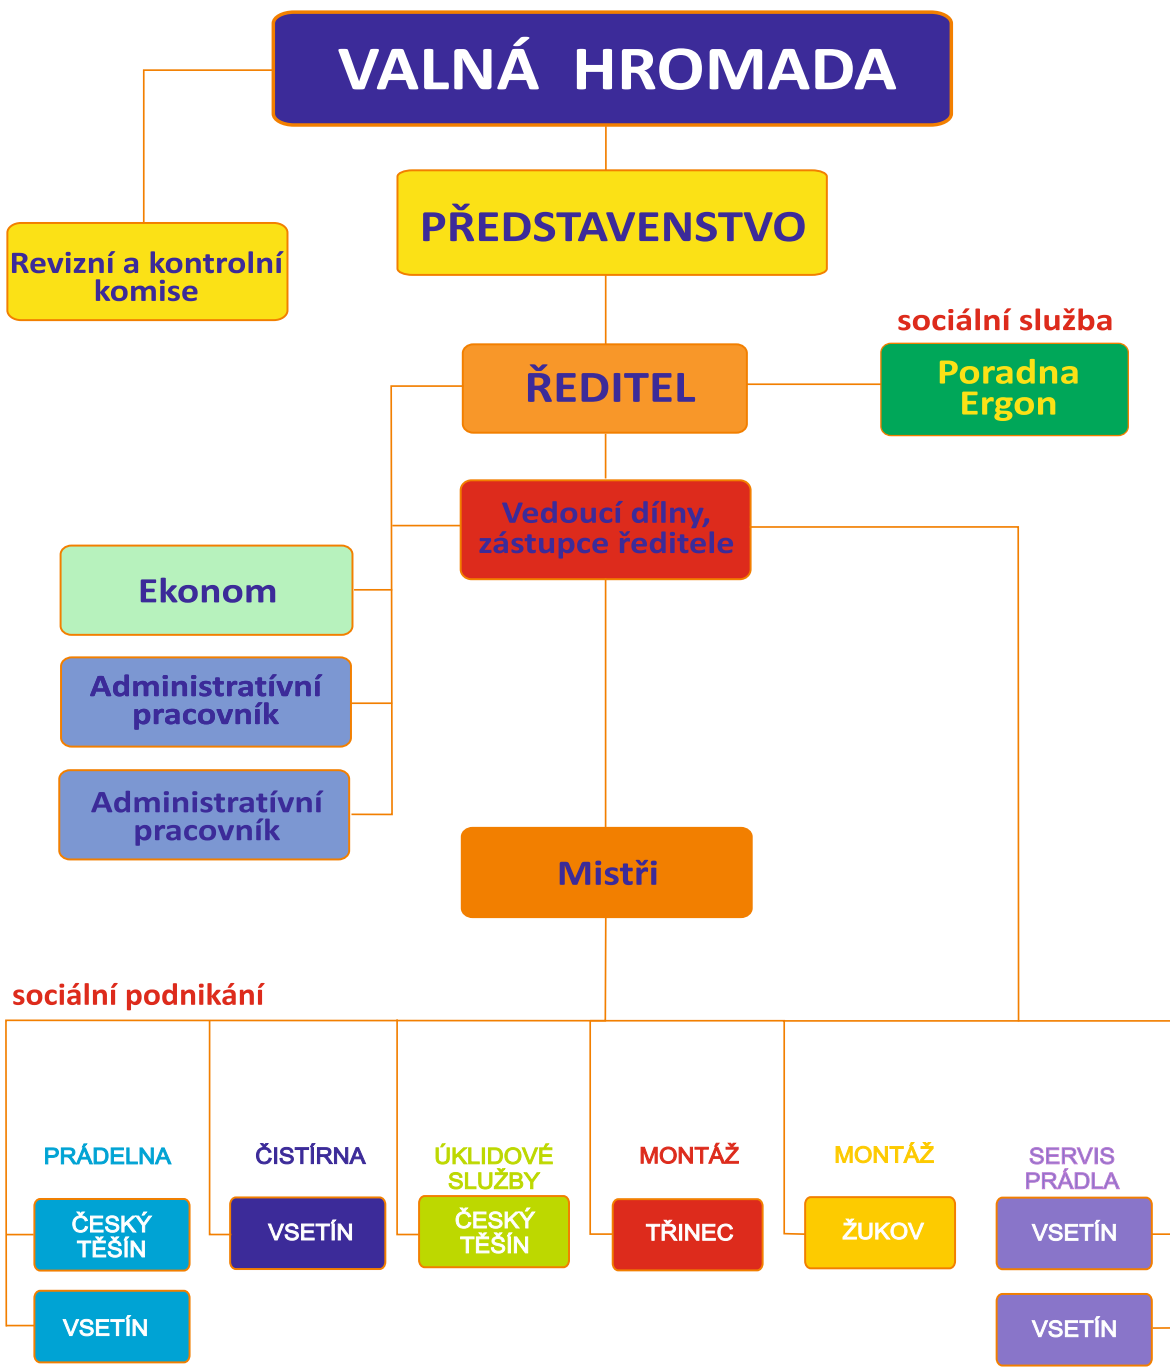 VALNÁ HROMADA
PŘEDSTAVENSTVO
Revizní a kontrolní
komise
sociální služba
ŘEDITEL
Poradna
Ergon
Vedoucí dílny,
zástupce ředitele
Ekonom
Administratívní
pracovník
Administratívní
pracovník
Mistři
sociální podnikání
PRÁDELNA
ČESKÝ
TĚŠÍN
VSETÍN
ČISTÍRNA
VSETÍN
ÚKLIDOVÉ
SLUŽBY
ČESKÝ
TĚŠÍN
MONTÁŽ
TŘINEC
MONTÁŽ
ŽUKOV
SERVIS
PRÁDLA
VSETÍN
VSETÍN